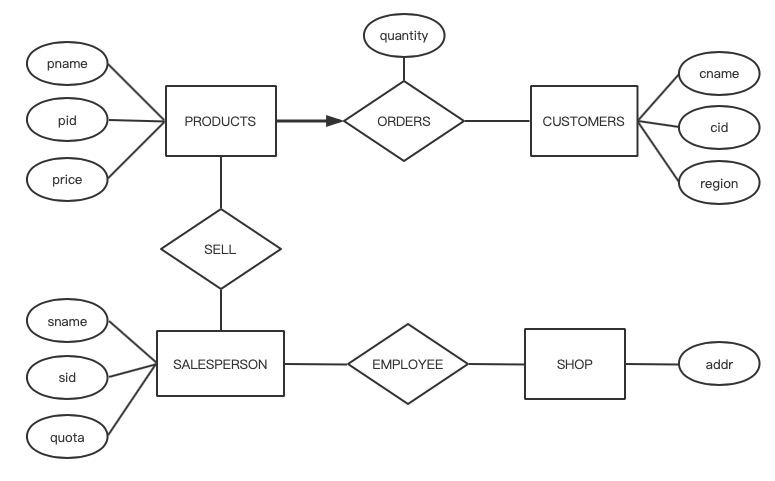 quantity
pname
cname
pid
PRODUCTS
ORDERS
CUSTOMERS
cid
price
region
SELL
sname
SALESPERSON
EMPLOYEE
SHOP
addr
sid
quota